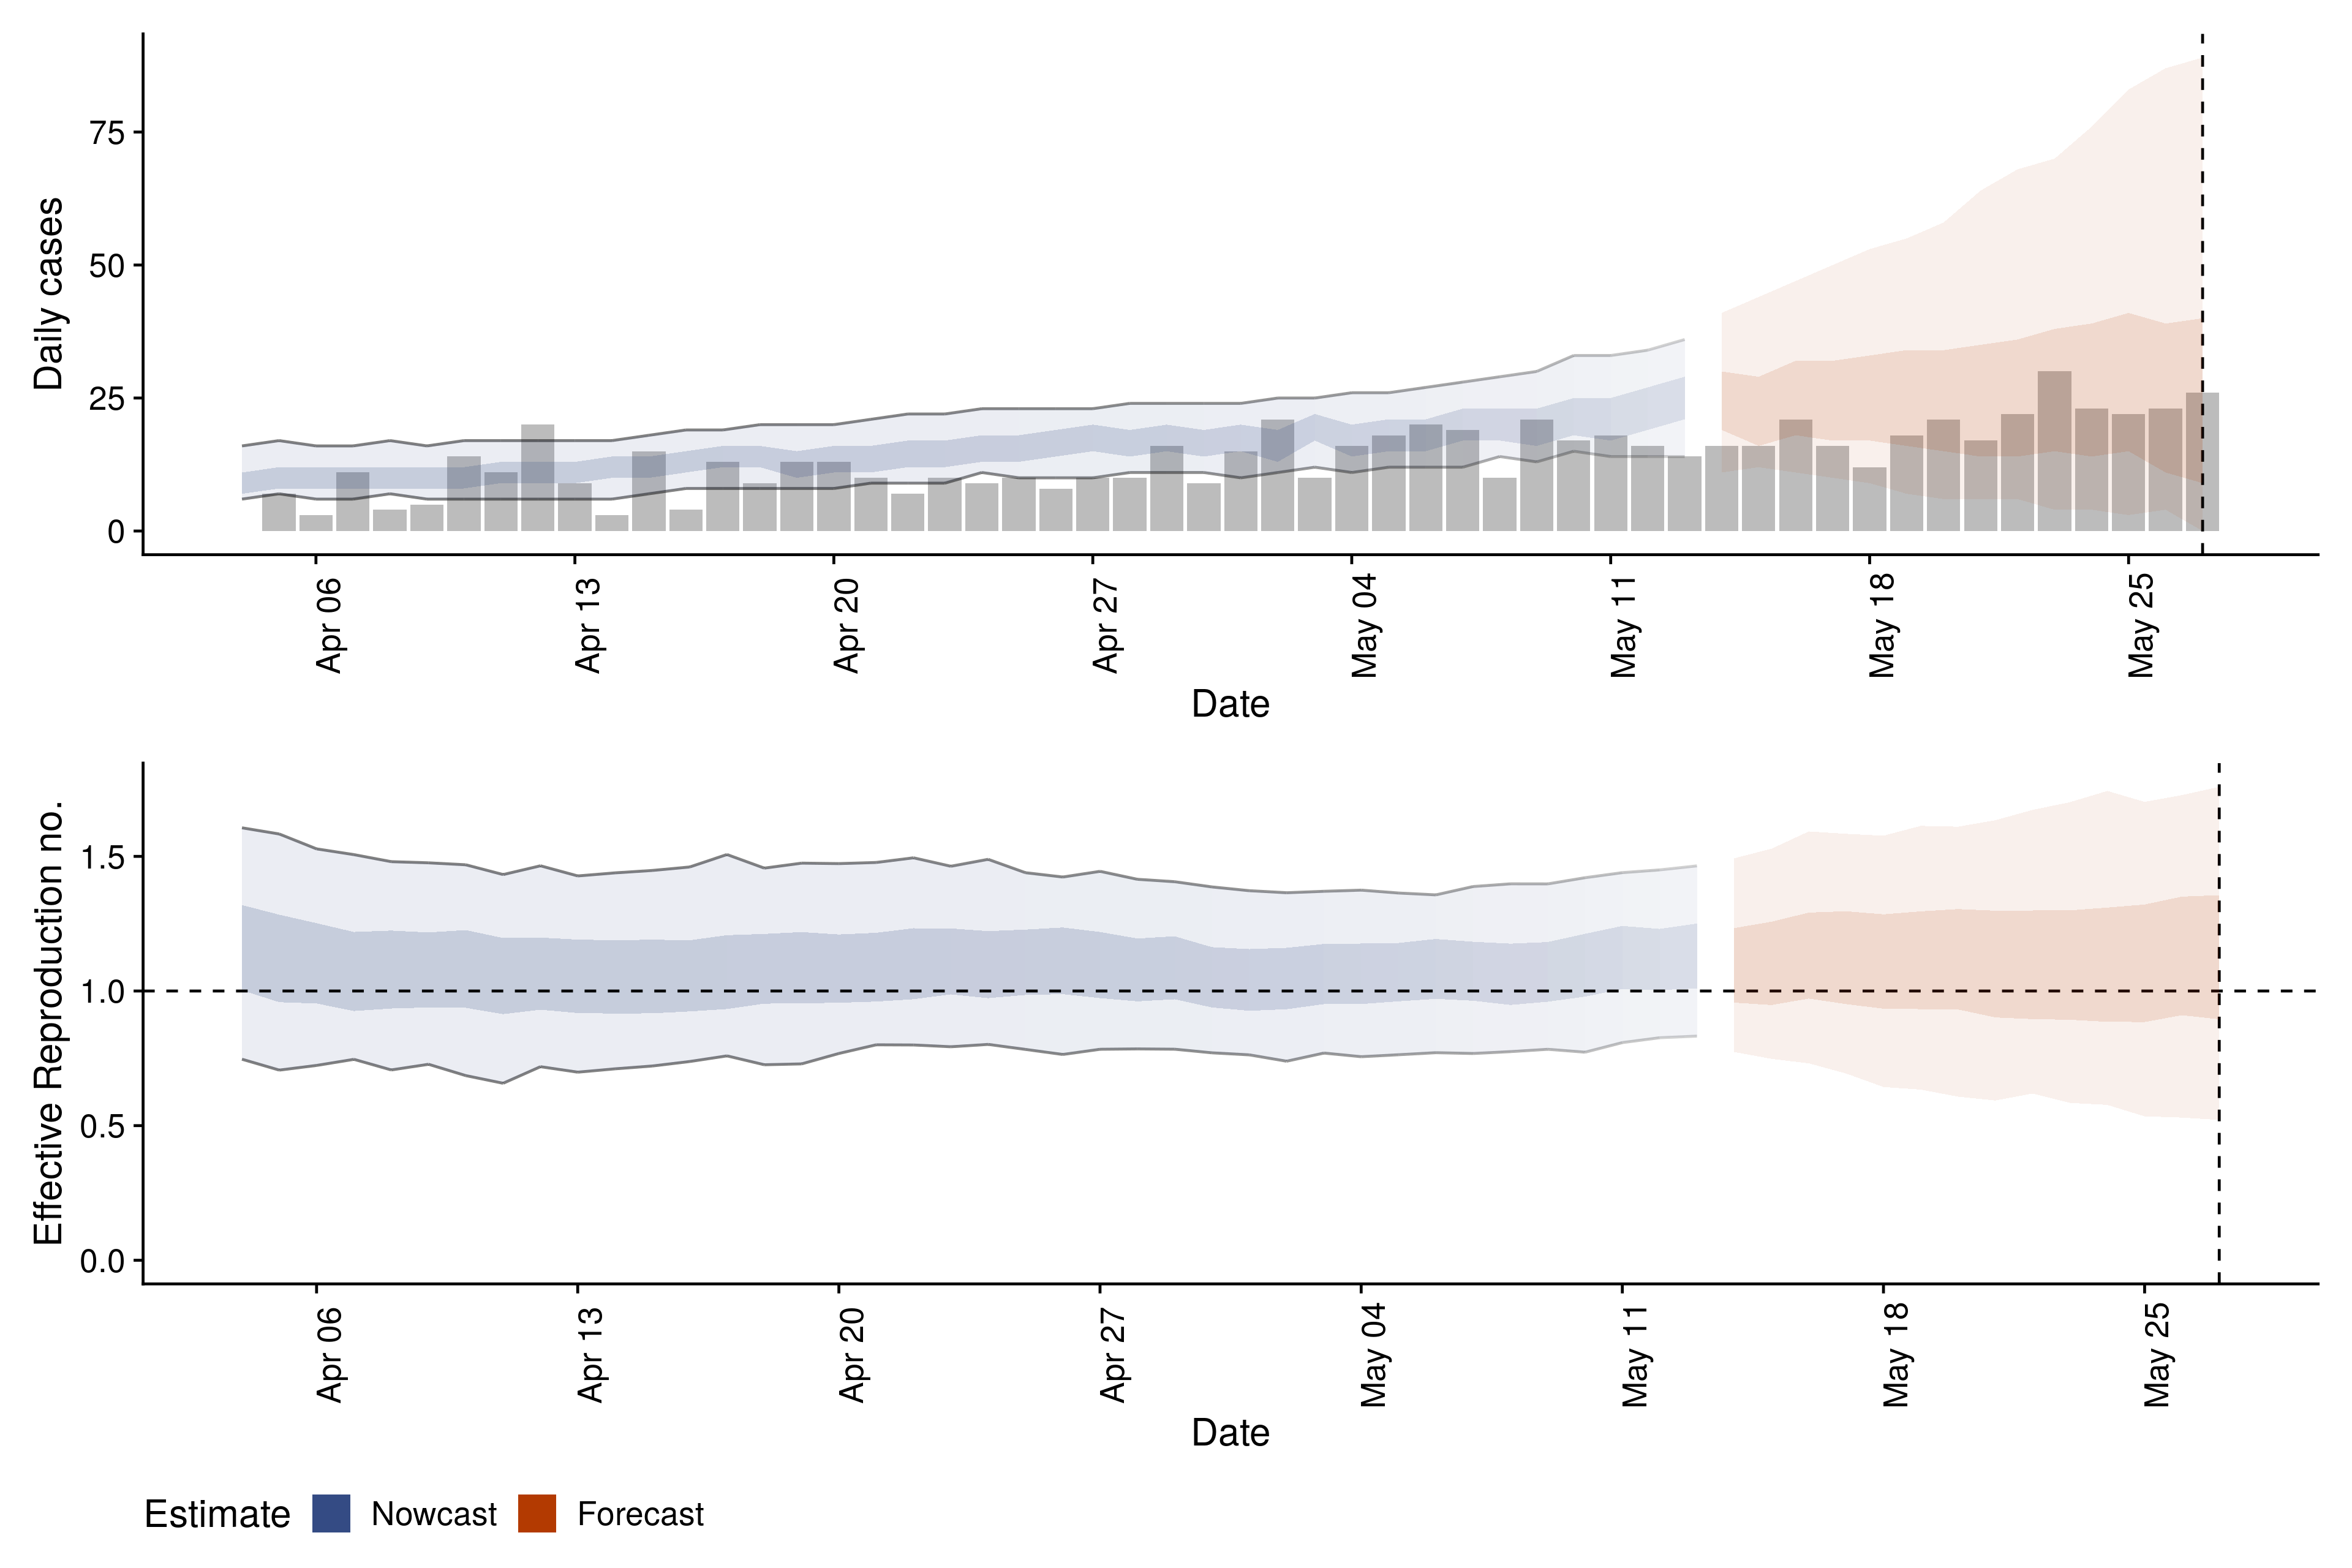 Daily cases
75
50
25
0
Apr 06
Apr 13
Apr 20
Apr 27
May 04
May 11
May 18
May 25
Date
Effective Reproduction no.
1.5
1.0
0.5
0.0
Apr 06
Apr 13
Apr 20
Apr 27
May 04
May 11
May 18
May 25
Date
Estimate Nowcast Forecast